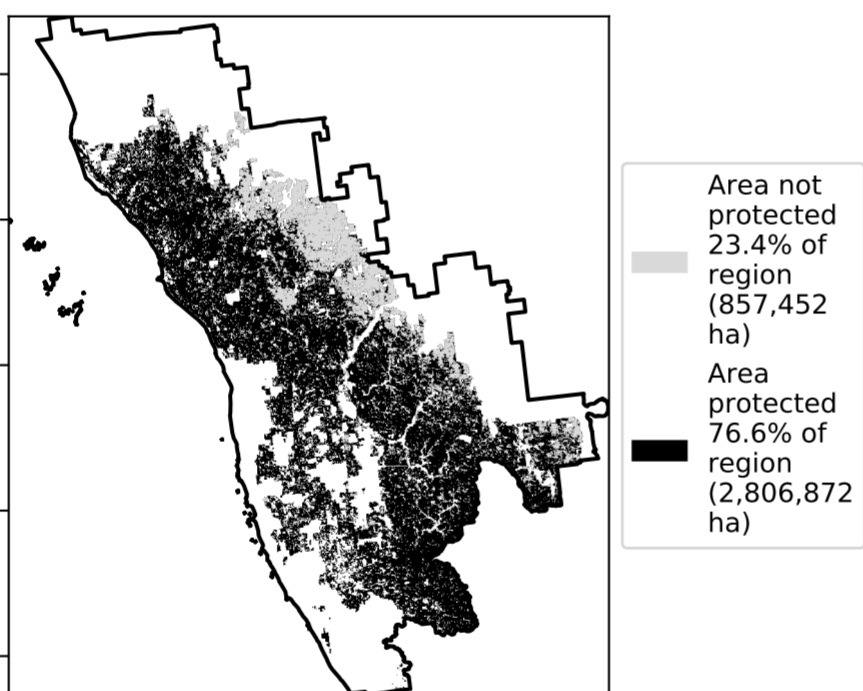 Area not
protected
23.4% of
region
(857,452
ha)
Area
protected
76.6% of
region
(2,806,872
ha)